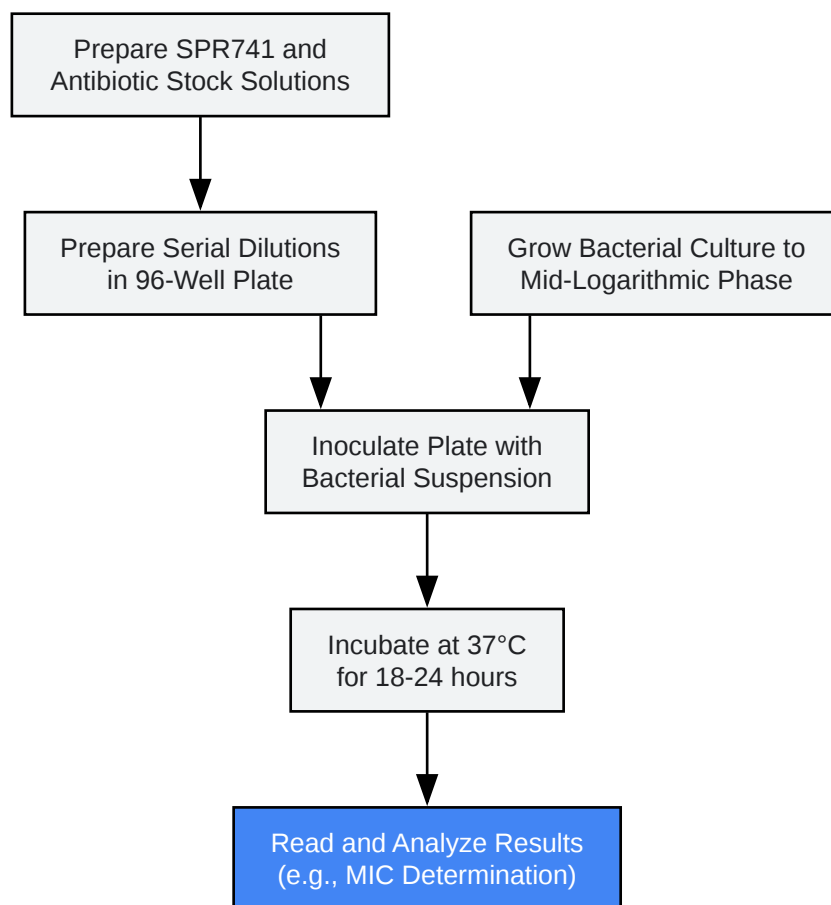 Prepare SPR741 and
Antibiotic Stock Solutions
Prepare Serial Dilutions
in 96-Well Plate
Grow Bacterial Culture to
Mid-Logarithmic Phase
Inoculate Plate with
Bacterial Suspension
Incubate at 37°C
for 18-24 hours
Read and Analyze Results
(e.g., MIC Determination)